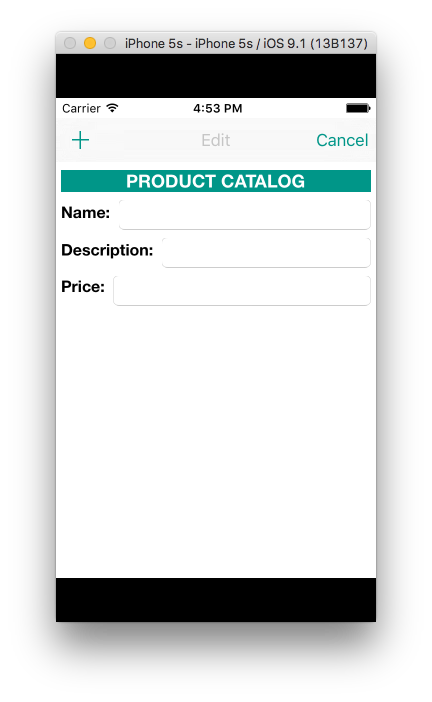 iPhone 5s - iPhone 5s / iOS 9.1 (13B137)
Carrier 4:53 PM
Edit Cancel
PRODUCT CATALOG
Name:
Description:
Price: